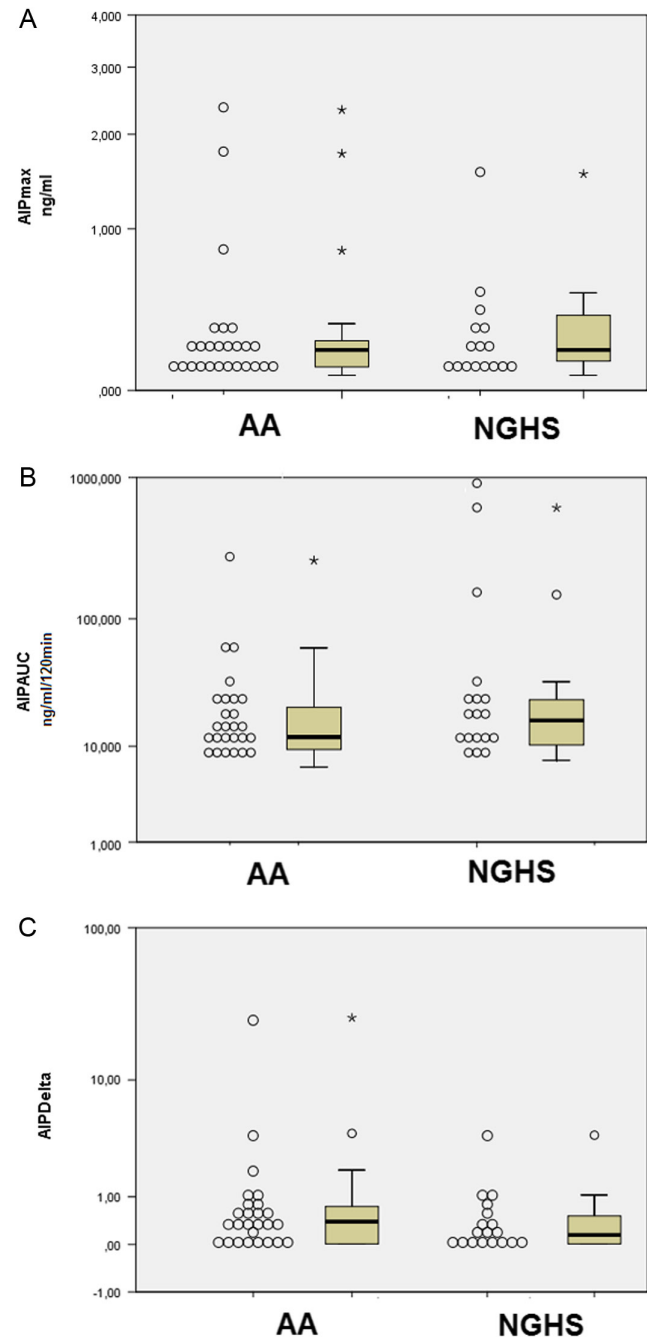 A
4,000
3,000
2,000
1,000
,000
AIPmax
ng/ml
AA
NGHS
B
1000,000
100,000
10,000
1,000
AIPAUC
ng/ml/120min
AA
NGHS
C
100,00
10,00
1,00
,00
-1,00
AIPDelta
AA
NGHS